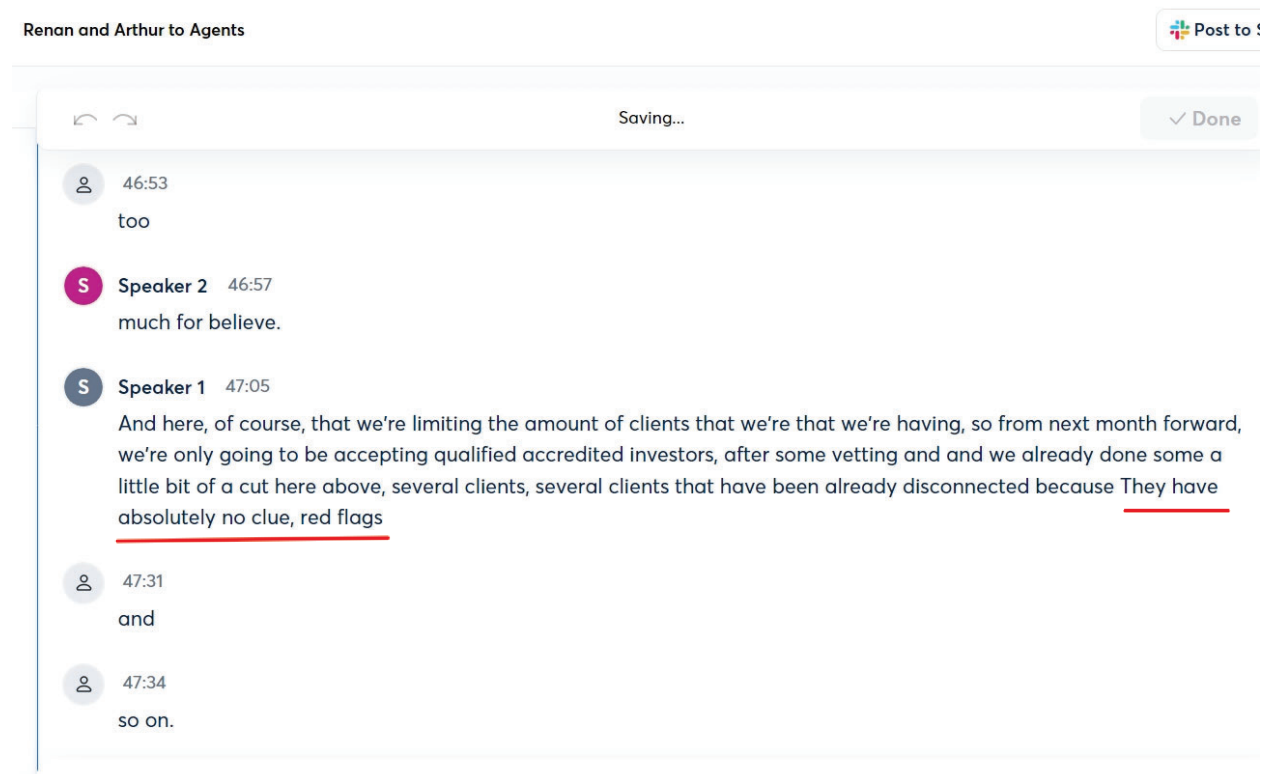 Renan and Arthur to Agents
Post to
Saving...
Done
46:53
too
S Speaker 2 46:57
much for believe.
S Speaker 1 47:05
And here, of course, that we're limiting the amount of clients that we're that we're having, so from next month forward,
we're only going to be accepting qualified accredited investors, after some vetting and and we already done some a
little bit of a cut here above, several clients, several clients that have been already disconnected because They have
absolutely no clue, red flags
47:31
and
47:34
so on.